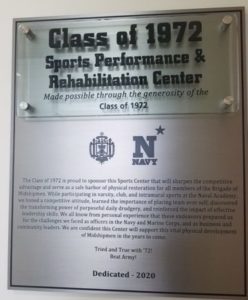 Class of 1972
Sports Performance &
Rehabilitation Center
Made possible through the generosity of the
Class of 1972
N
NAVY
The Class of 1972 is proud to sponsor this Sports Center that will sharpen the competitive
advantage and serve as a safe harbor of physical restoration for all members of the Brigade of
Midshipmen. While participating in varsity, club, and intramural sports at the Naval Academy
we honed a competitive attitude, learned the importance of placing team over self, discovered
the transforming power of purposeful daily drudgery, and reinforced the impact of effective
leadership skills. We all know from personal experience that these endeavors prepared us
for the challenges we faced as officers in the Navy and Marine Corps, and as business and
community leaders. We are confident this Center will support this vital physical development
of Midshipmen in the years to come.
Tried and True with '72!
Beat Army!
Dedicated - 2020